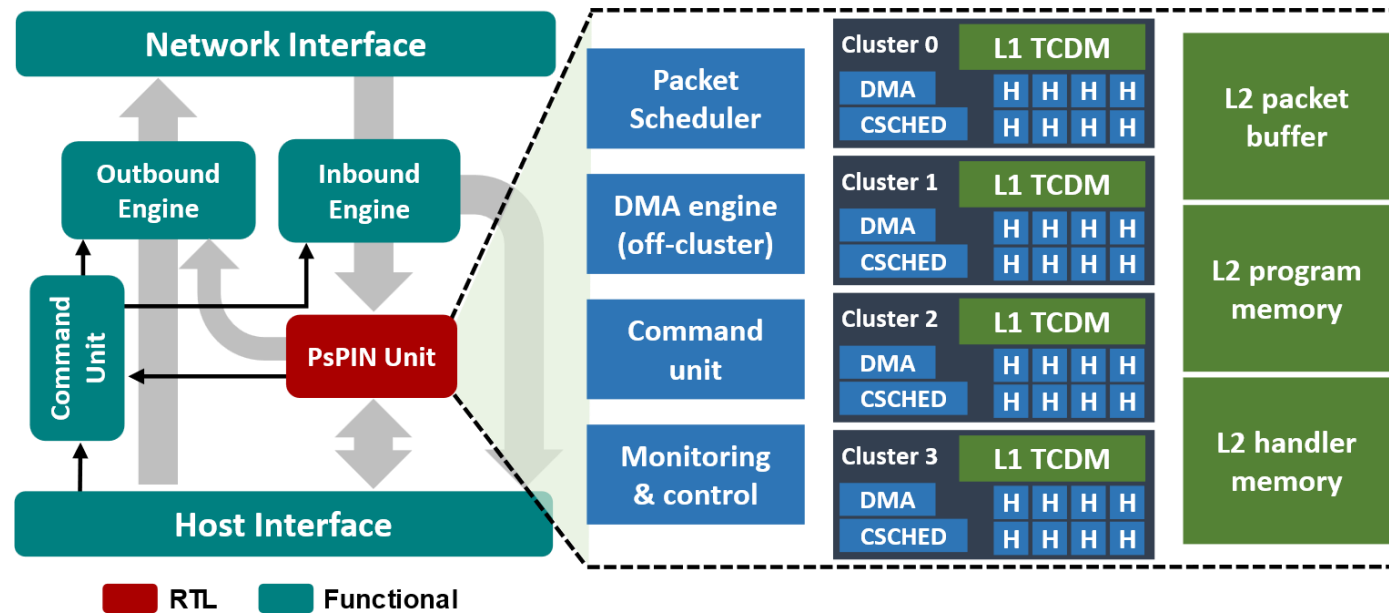 Network Interface
Outbound
Engine
Inbound
Engine
Command
Unit
PsPIN Unit
Host Interface
RTL
Functional
Packet
Scheduler
DMA engine
(off-cluster)
Command
unit
Monitoring
& control
Cluster 0
L1 TCDM
DMA
H H H H
CSCHED
H H H H
Cluster 1
L1 TCDM
DMA
H H H H
CSCHED
H H H H
Cluster 2
L1 TCDM
DMA
H H H H
CSCHED
H H H H
Cluster 3
L1 TCDM
DMA
H H H H
CSCHED
H H H H
L2 packet
buffer
L2 program
memory
L2 handler
memory